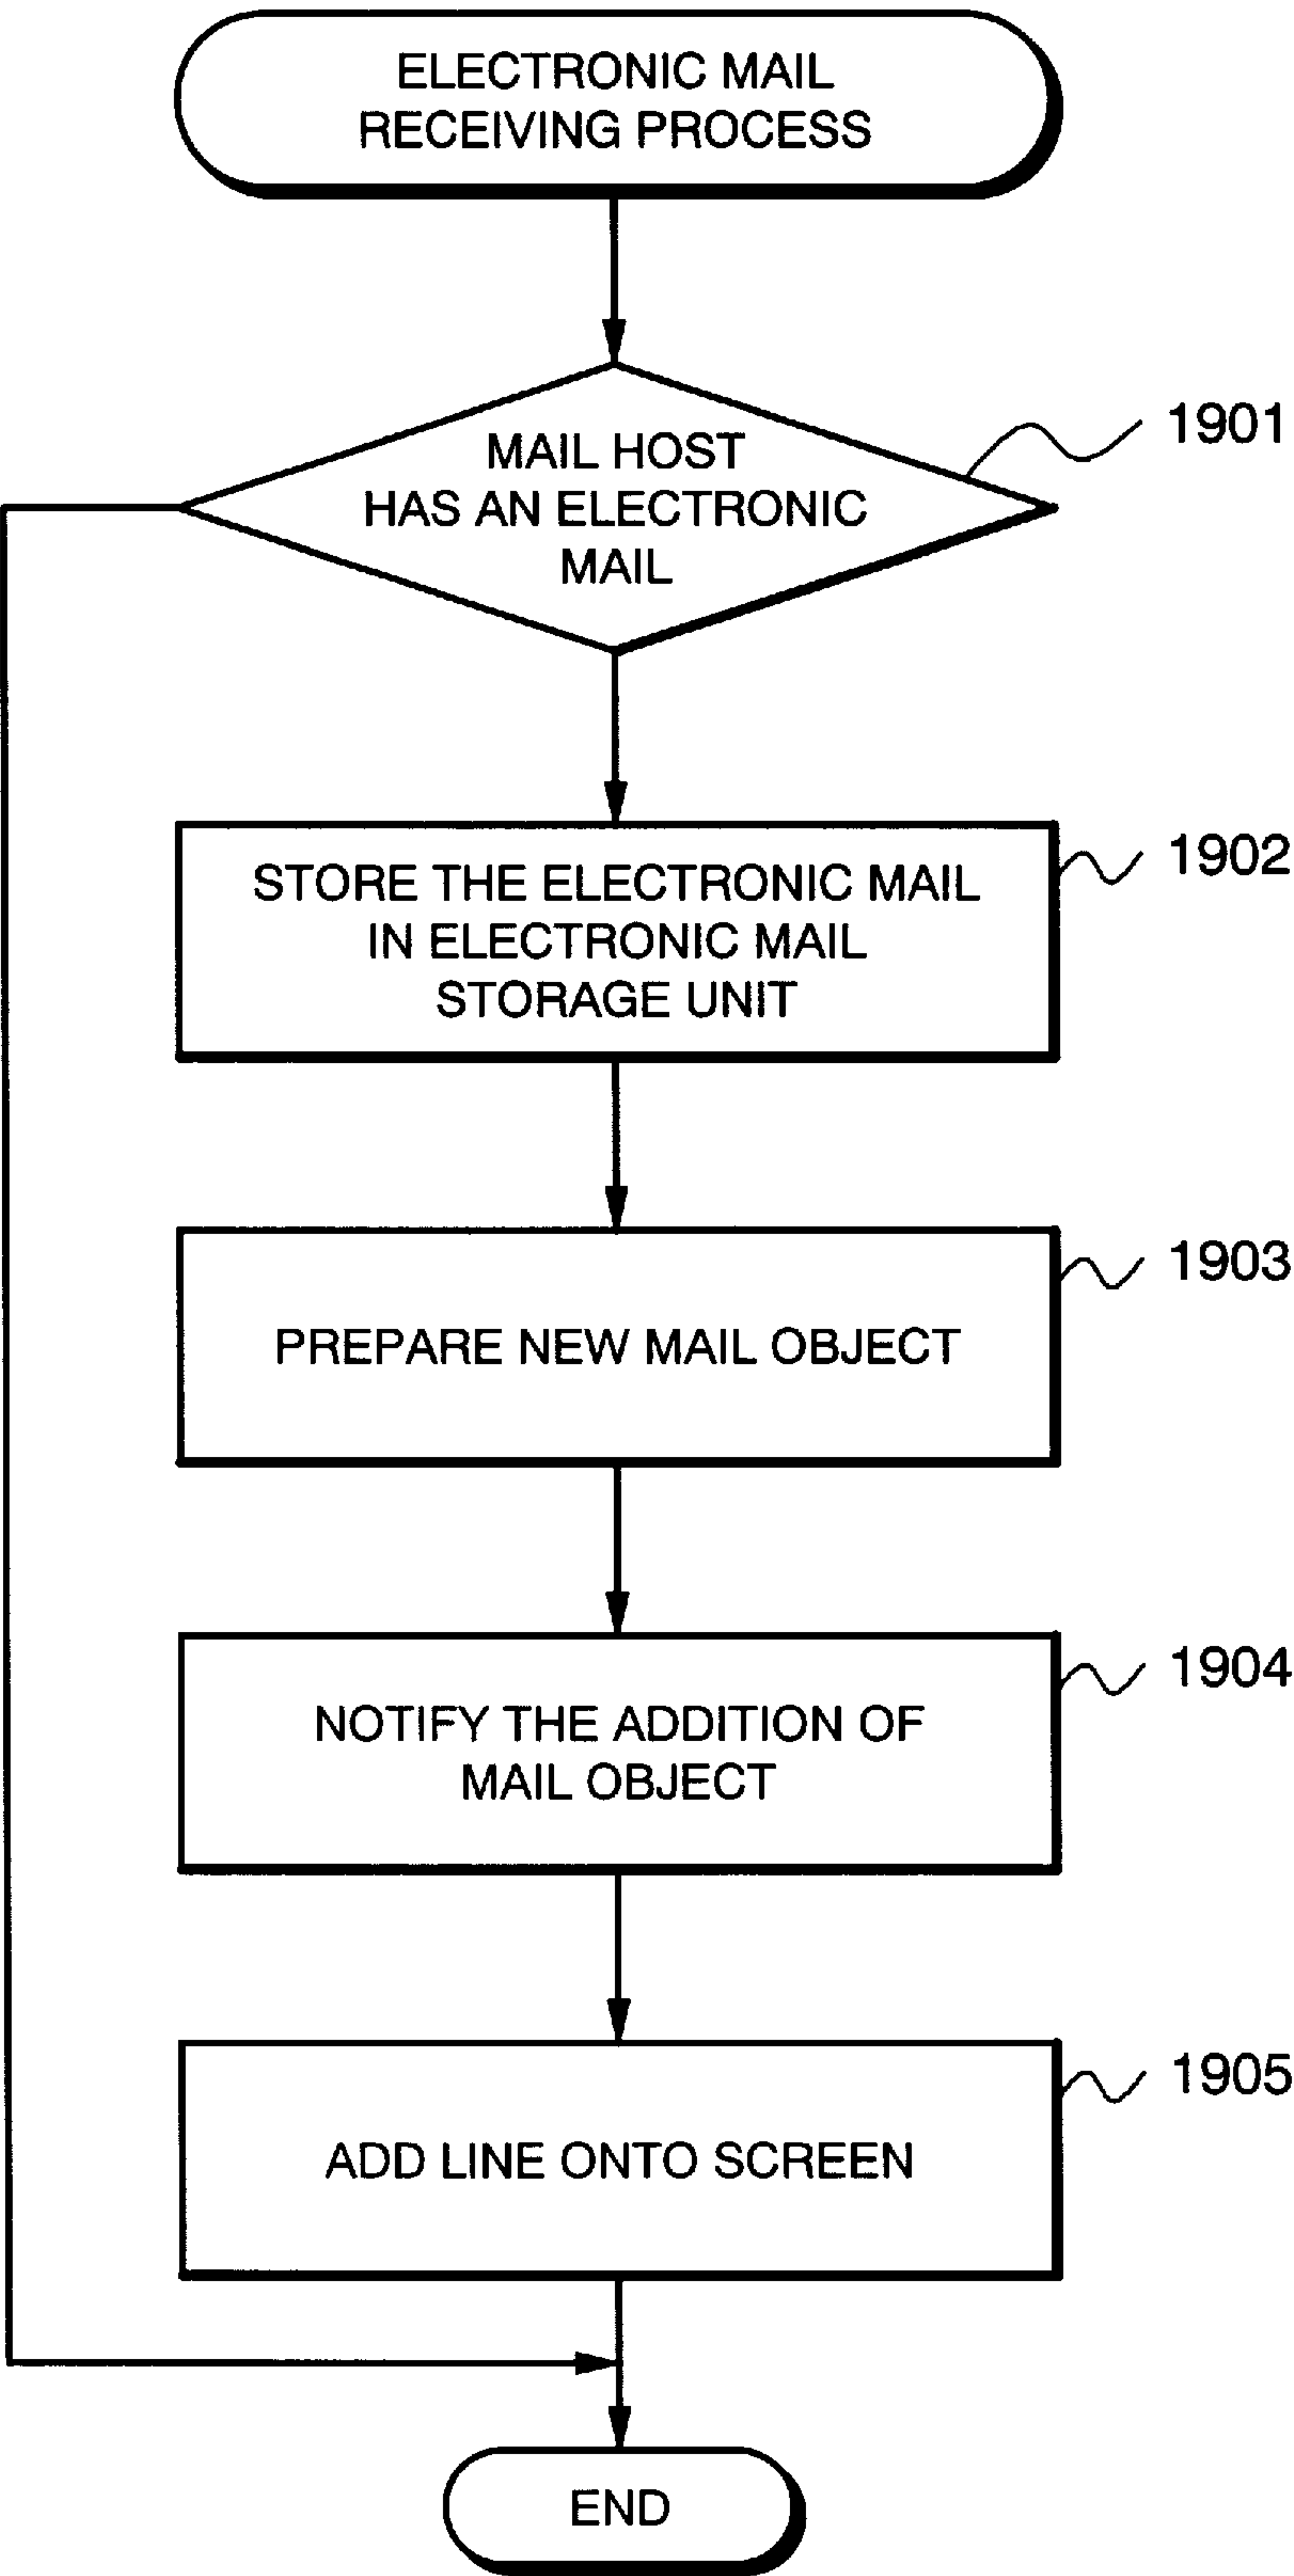 ELECTRONIC MAIL
RECEIVING PROCESS
MAIL HOST
HAS AN ELECTRONIC
MAIL
1901
STORE THE ELECTRONIC MAIL
IN ELECTRONIC MAIL
STORAGE UNIT
1902
PREPARE NEW MAIL OBJECT
1903
NOTIFY THE ADDITION OF
MAIL OBJECT
1904
ADD LINE ONTO SCREEN
1905
END